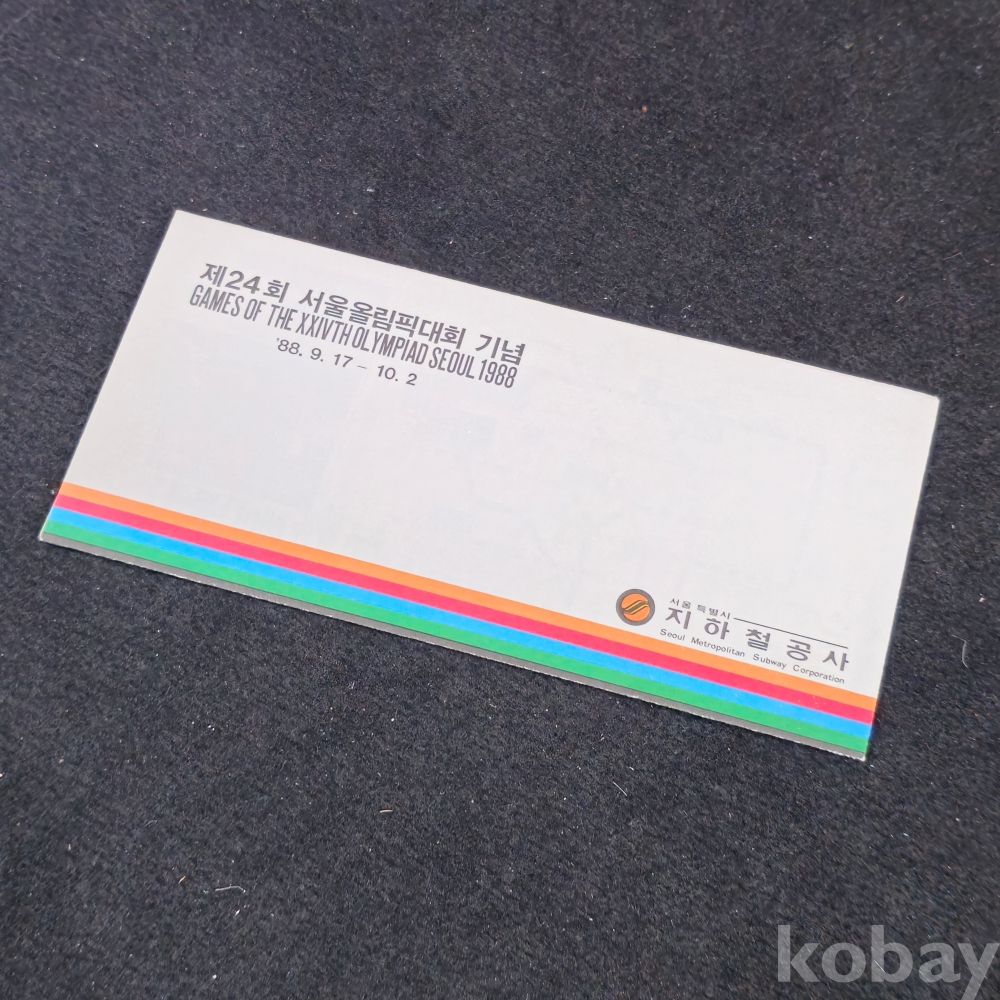 제24회 서울올림픽대회 기념
GAMES OF THE XXIVTH OLYMPIAD SEOUL 1988
'88. 9. 17 - 10. 2
서울특별시
지하철공사
Seoul Metropolitan Subway Corporation
kobay